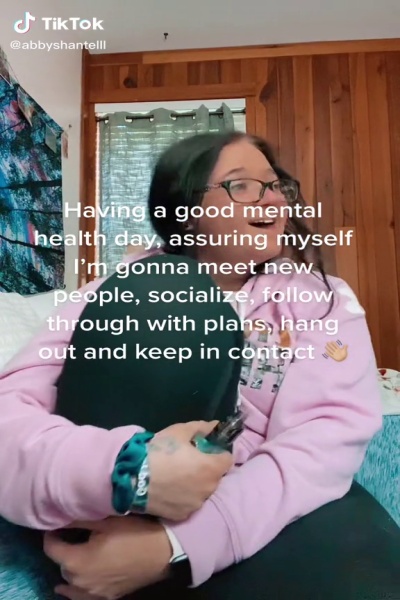 TikTok
@abbyshantelll
Having a good mental
health day, assuring myself
I'm gonna meet new
people, socialize, follow
through with plans, hang
out and keep in contact 👋🏼